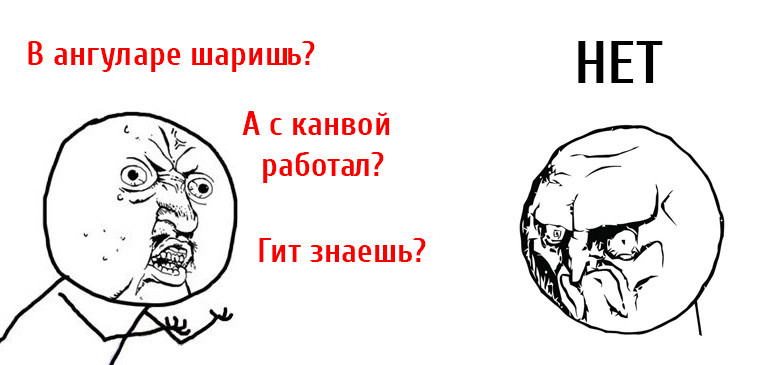 В ангуларе шаришь?
НЕТ
А с канвой
работал?
Гит знаешь?